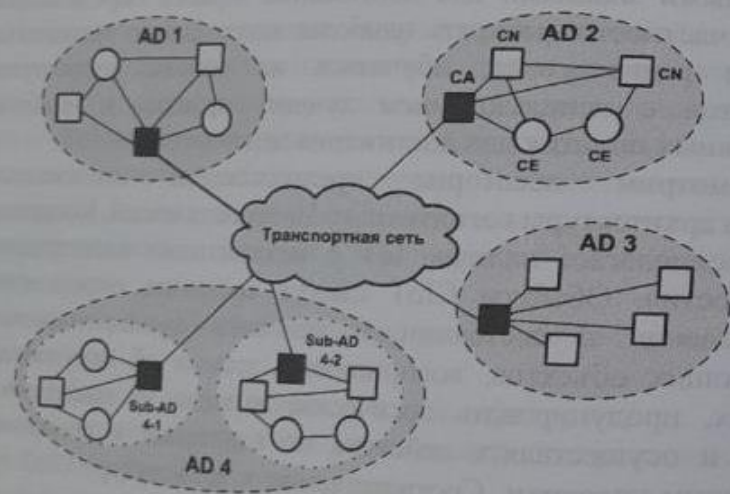 AD 1
AD 2
CN
CN
CA
CE
CE
Транспортная сеть
AD 3
Sub-AD
4-2
Sub-AD
4-1
AD 4